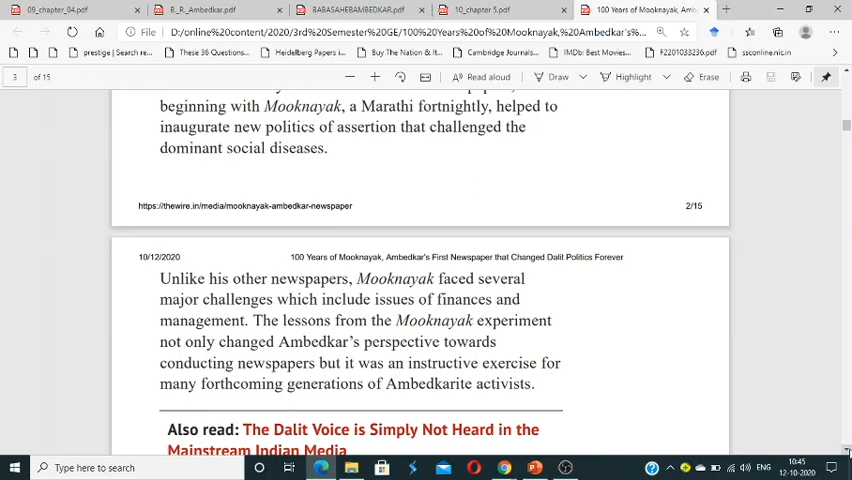 09_chapter_04.pdf
B_R_Ambedkar.pdf
BABASAHEBAMBEDKAR.pdf
10_chapter 5.pdf
100 Years of Mooknayak, Amb
File
D:/online%20content/2020/3rd%20Semester%20GE/100%20Years%20of%20Mooknayak,%20Ambedkar's%
prestige | Search re...
These 36 Questions...
Heidelberg Papers i...
Buy The Nation & It...
Cambridge Journals...
IMDb: Best Movies...
F2201033236.pdf
ssconline.nic.in
3 of 15
Read aloud
Draw
Highlight
Erase
beginning with Mooknayak, a Marathi fortnightly, helped to
inaugurate new politics of assertion that challenged the
dominant social diseases.
https://thewire.in/media/mooknayak-ambedkar-newspaper
2/15
10/12/2020
100 Years of Mooknayak, Ambedkar's First Newspaper that Changed Dalit Politics Forever
Unlike his other newspapers, Mooknayak faced several
major challenges which include issues of finances and
management. The lessons from the Mooknayak experiment
not only changed Ambedkar's perspective towards
conducting newspapers but it was an instructive exercise for
many forthcoming generations of Ambedkarite activists.
Also read: The Dalit Voice is Simply Not Heard in the
Mainstream Indian Media
Type here to search
ENG
10:45
12-10-2020